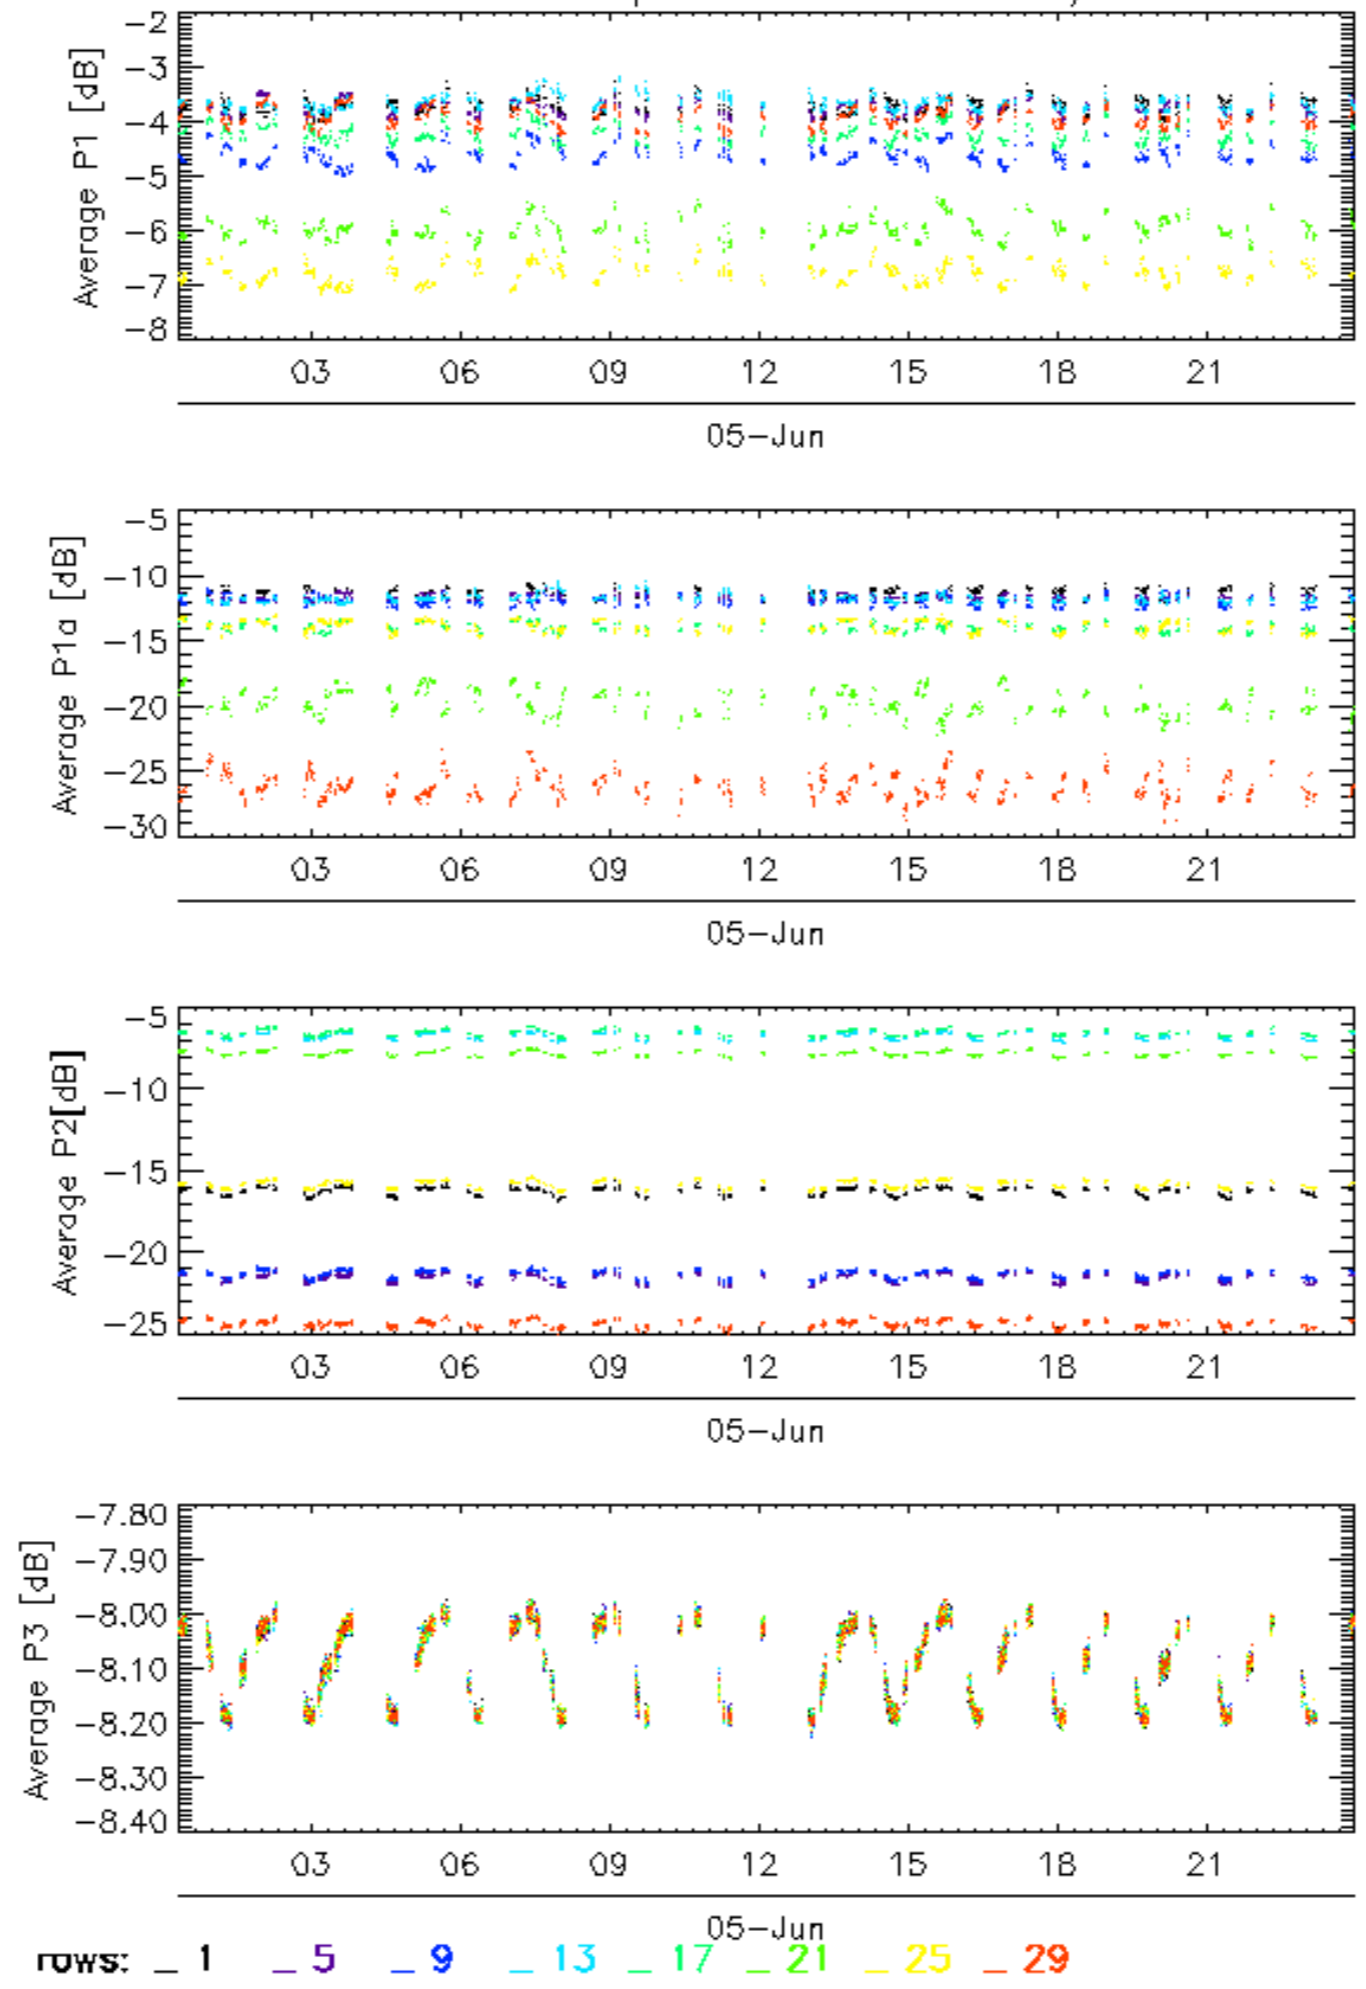 Average P1 [dB]
-2
-3
-4
-5
-6
-7
-8
03 06 09 12 15 18 21
05-Jun
Average P1a [dB]
-5
-10
-15
-20
-25
-30
03 06 09 12 15 18 21
05-Jun
Average P2[dB]
-5
-10
-15
-20
-25
03 06 09 12 15 18 21
05-Jun
Average P3 [dB]
-7.80
-7.90
-8.00
-8.10
-8.20
-8.30
-8.40
03 06 09 12 15 18 21
05-Jun
rows: _ 1 _ 5 _ 9 _ 13 _ 17 _ 21 _ 25 _ 29